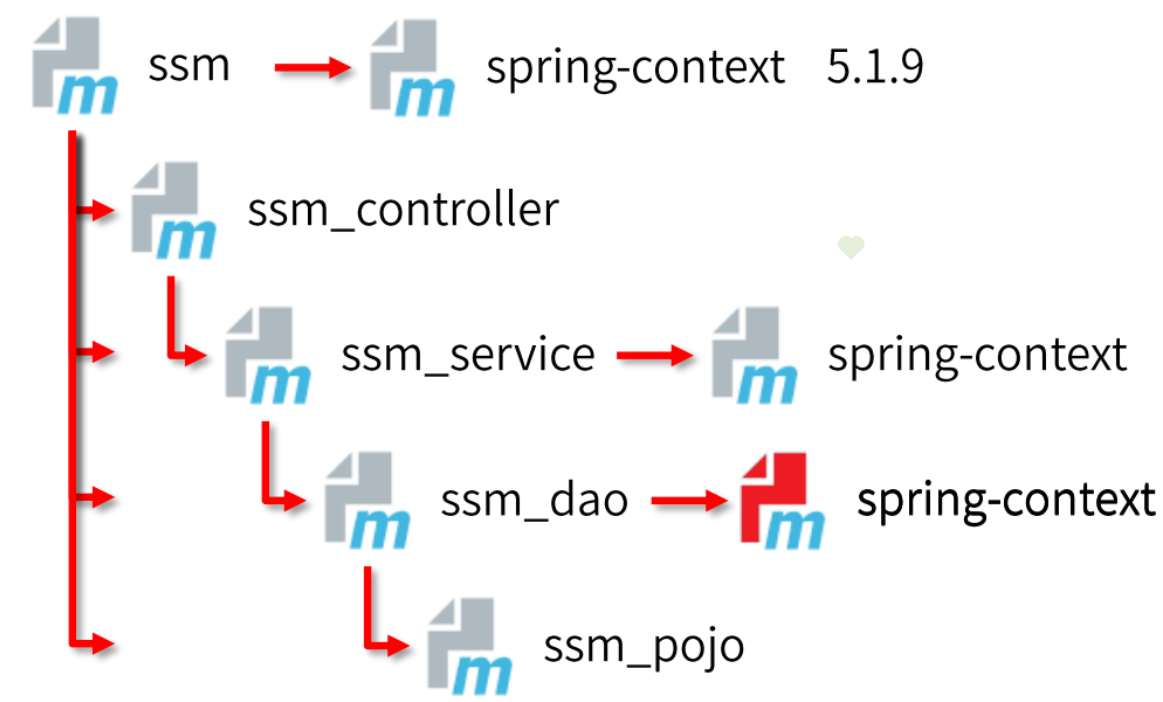 m ssm m spring-context 5.1.9
m ssm_controller
m ssm_service m spring-context
m ssm_dao m spring-context
m ssm_pojo